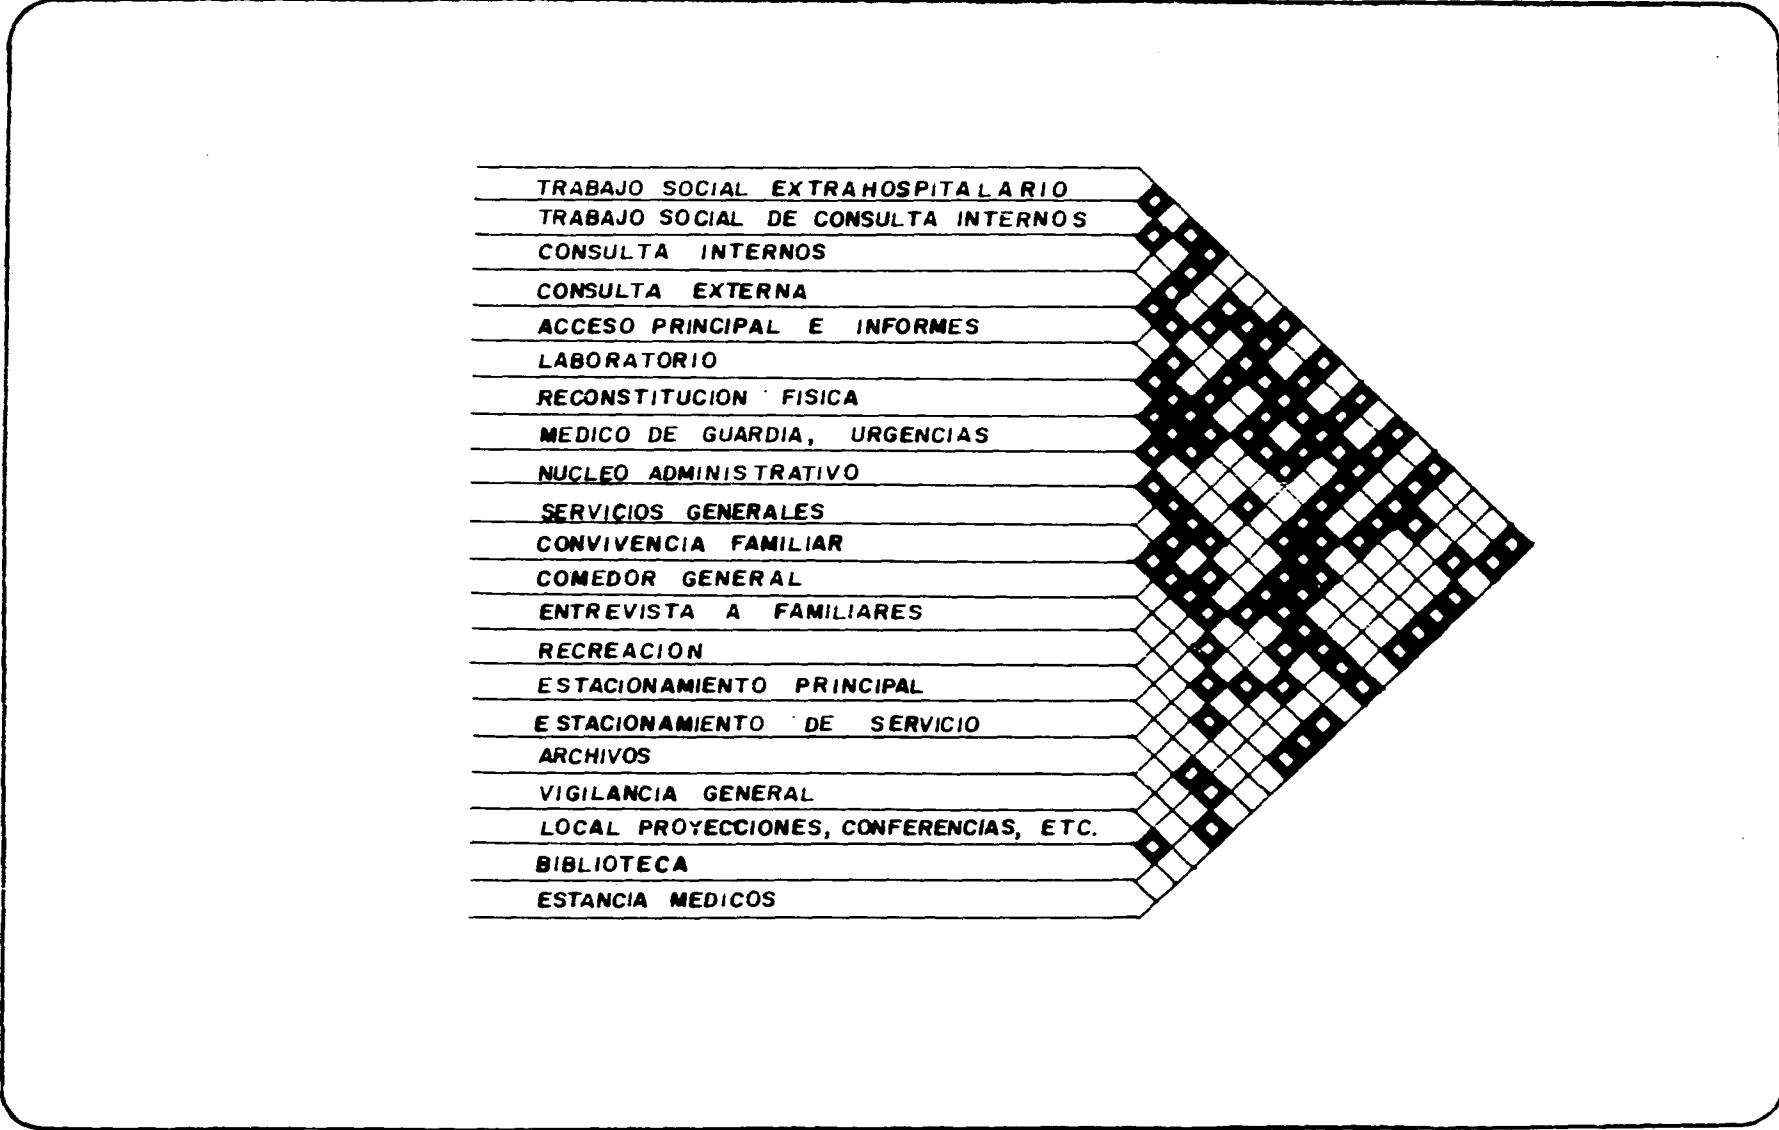 TRABAJO SOCIAL EXTRAHOSPITALARIO
TRABAJO SOCIAL DE CONSULTA INTERNOS
CONSULTA INTERNOS
CONSULTA EXTERNA
ACCESO PRINCIPAL E INFORMES
LABORATORIO
RECONSTITUCION FISICA
MEDICO DE GUARDIA, URGENCIAS
NUCLEO ADMINISTRATIVO
SERVICIOS GENERALES
CONVIVENCIA FAMILIAR
COMEDOR GENERAL
ENTREVISTA A FAMILIARES
RECREACION
ESTACIONAMIENTO PRINCIPAL
ESTACIONAMIENTO DE SERVICIO
ARCHIVOS
VIGILANCIA GENERAL
LOCAL PROYECCIONES, CONFERENCIAS, ETC.
BIBLIOTECA
ESTANCIA MEDICOS